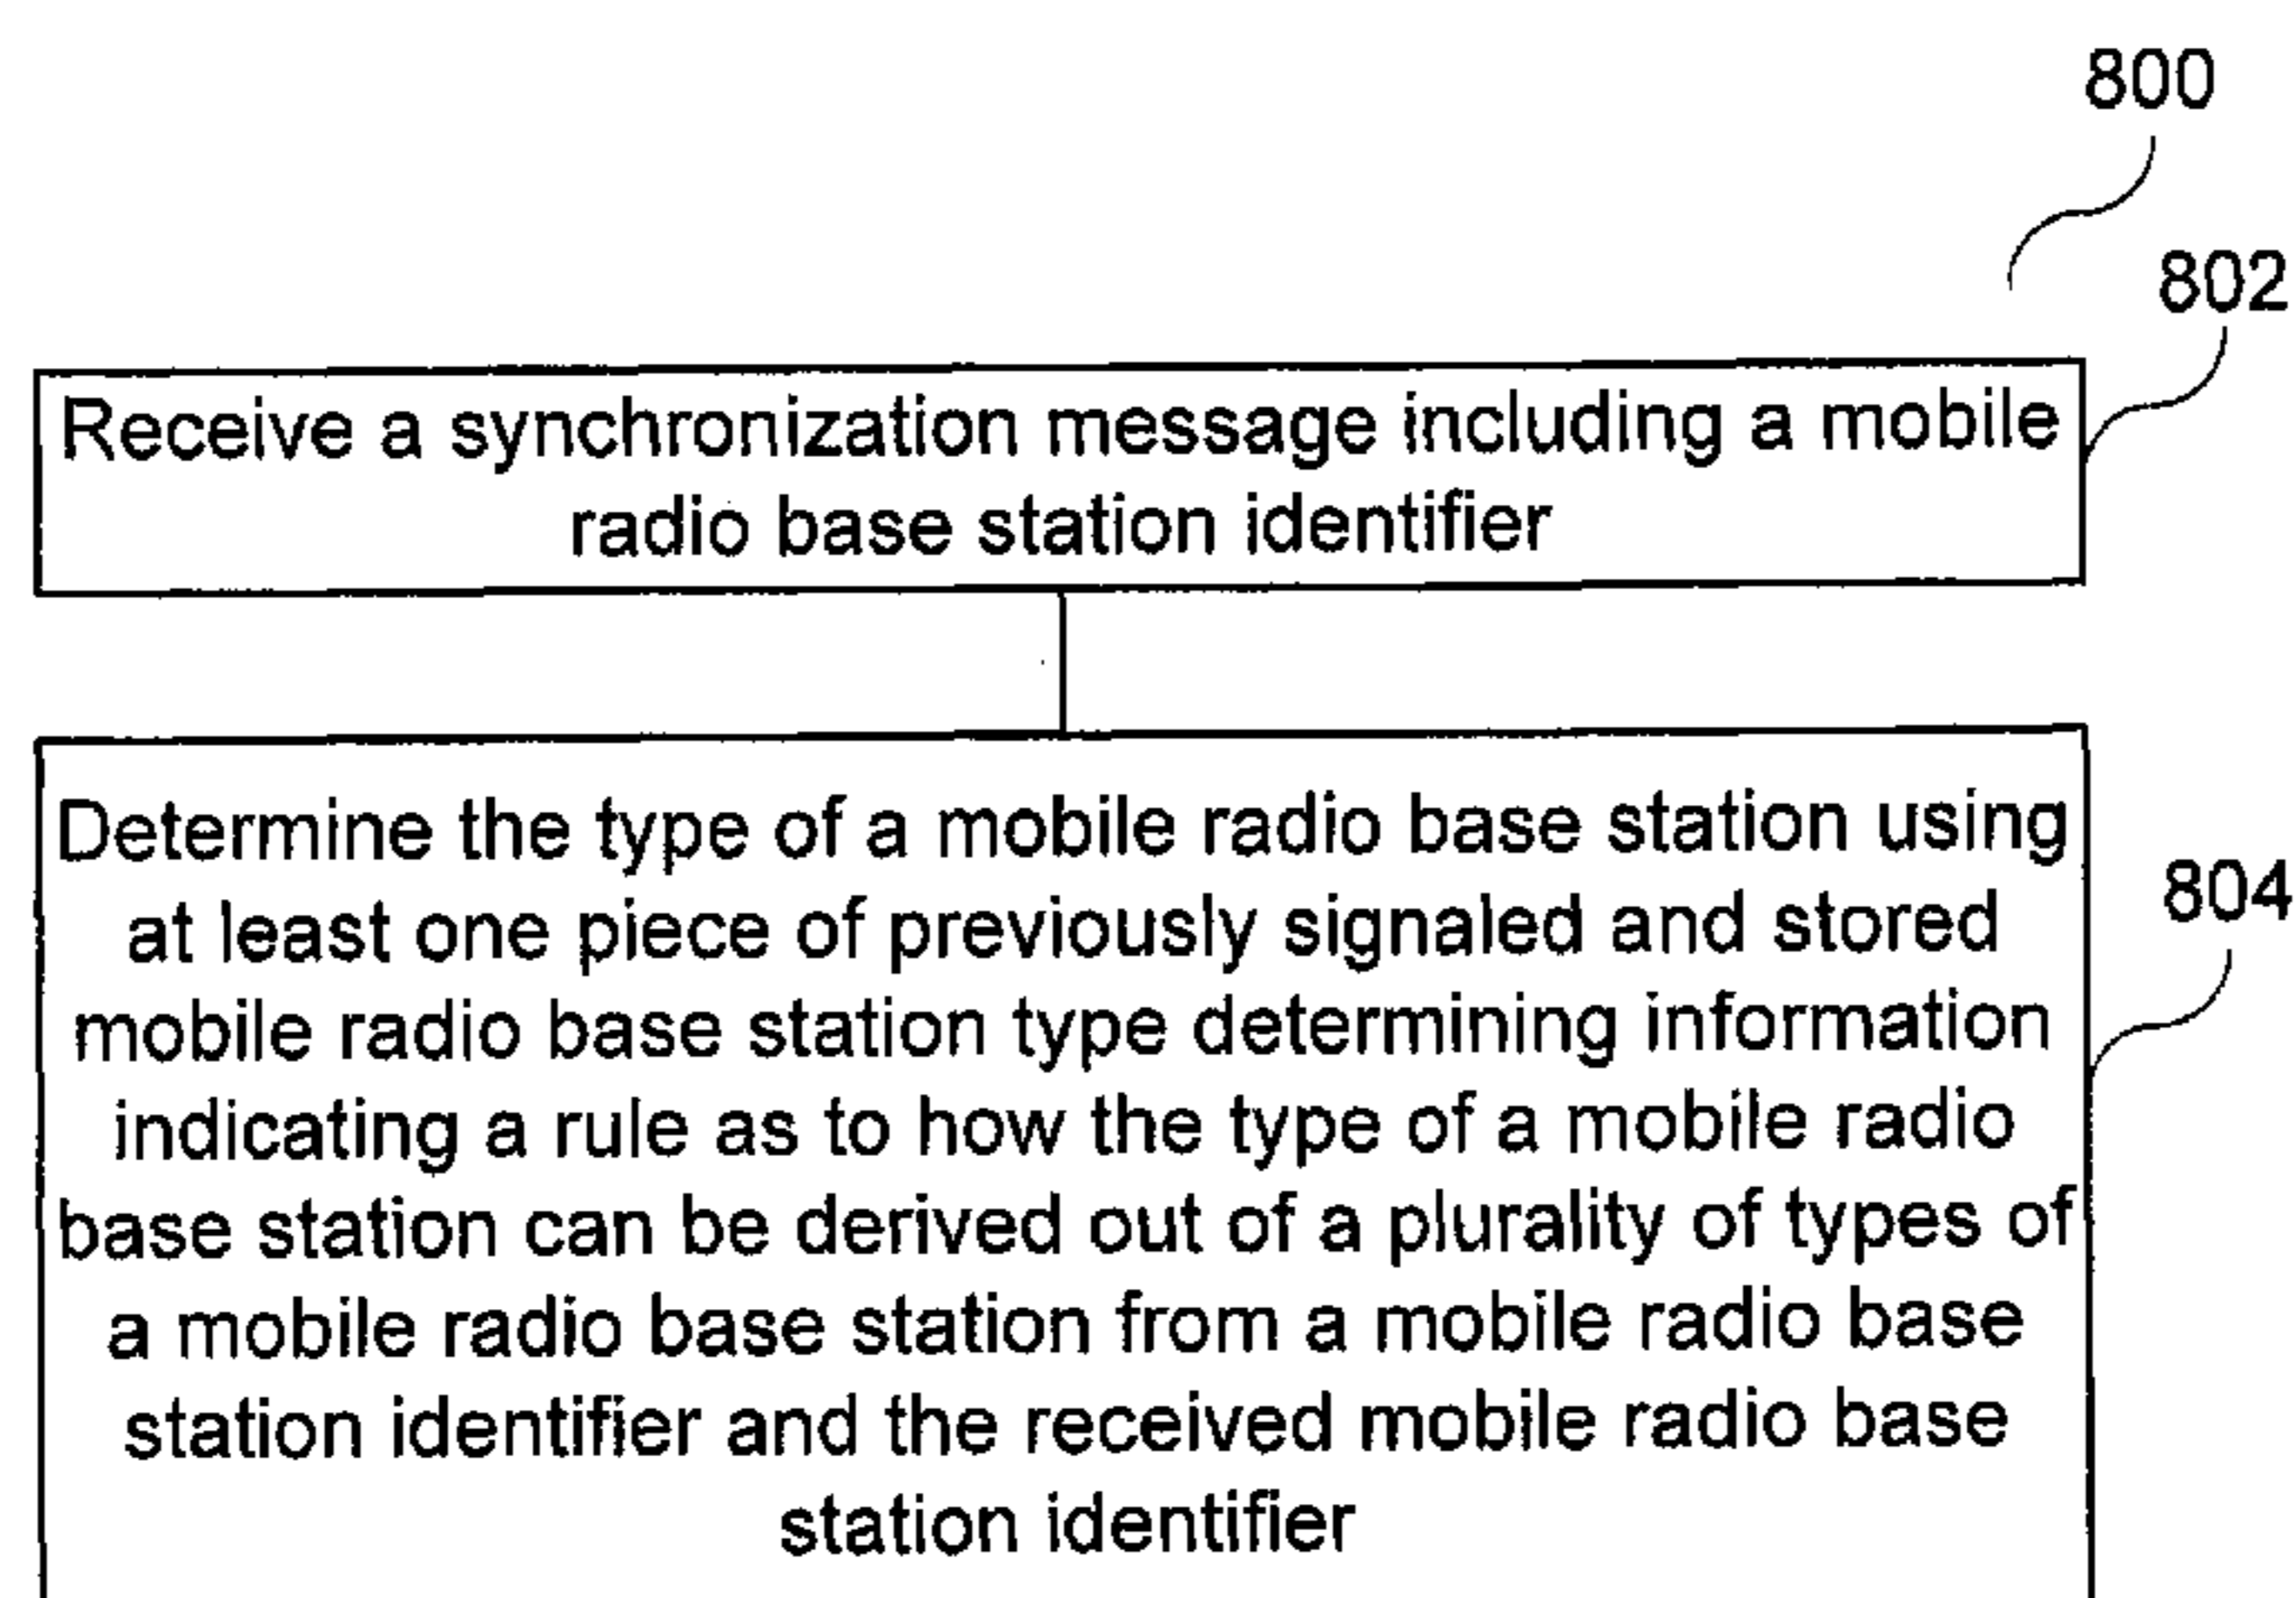 800
802
Receive a synchronization message including a mobile
radio base station identifier
Determine the type of a mobile radio base station using
at least one piece of previously signaled and stored
804
mobile radio base station type determining information
indicating a rule as to how the type of a mobile radio
base station can be derived out of a plurality of types of
a mobile radio base station from a mobile radio base
station identifier and the received mobile radio base
station identifier